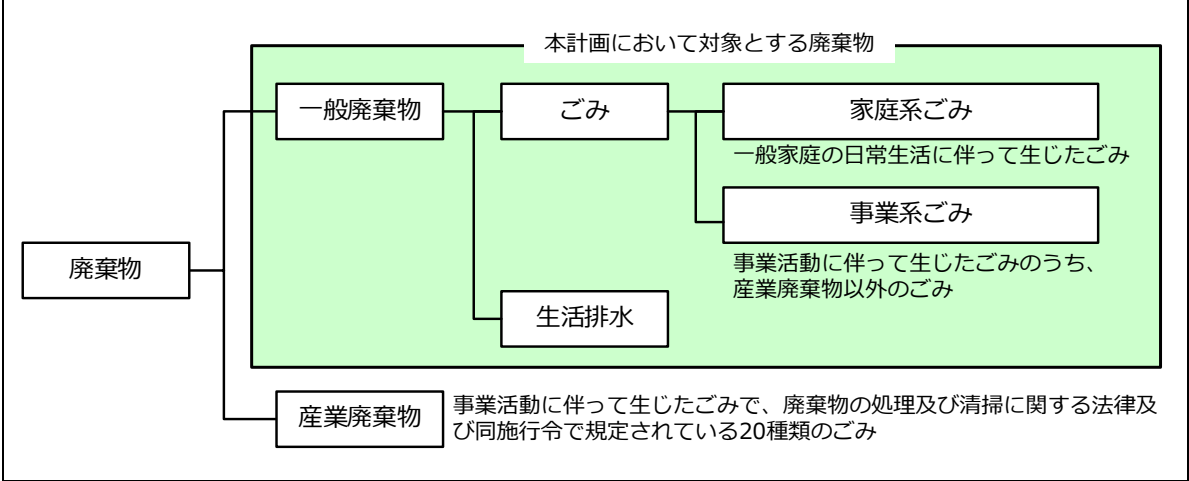 本計画において対象とする廃棄物
一般廃棄物
ごみ
家庭系ごみ
一般家庭の日常生活に伴って生じたごみ
事業系ごみ
事業活動に伴って生じたごみのうち、
産業廃棄物以外のごみ
廃棄物
生活排水
産業廃棄物
事業活動に伴って生じたごみで、廃棄物の処理及び清掃に関する法律及
び同施行令で規定されている20種類のごみ